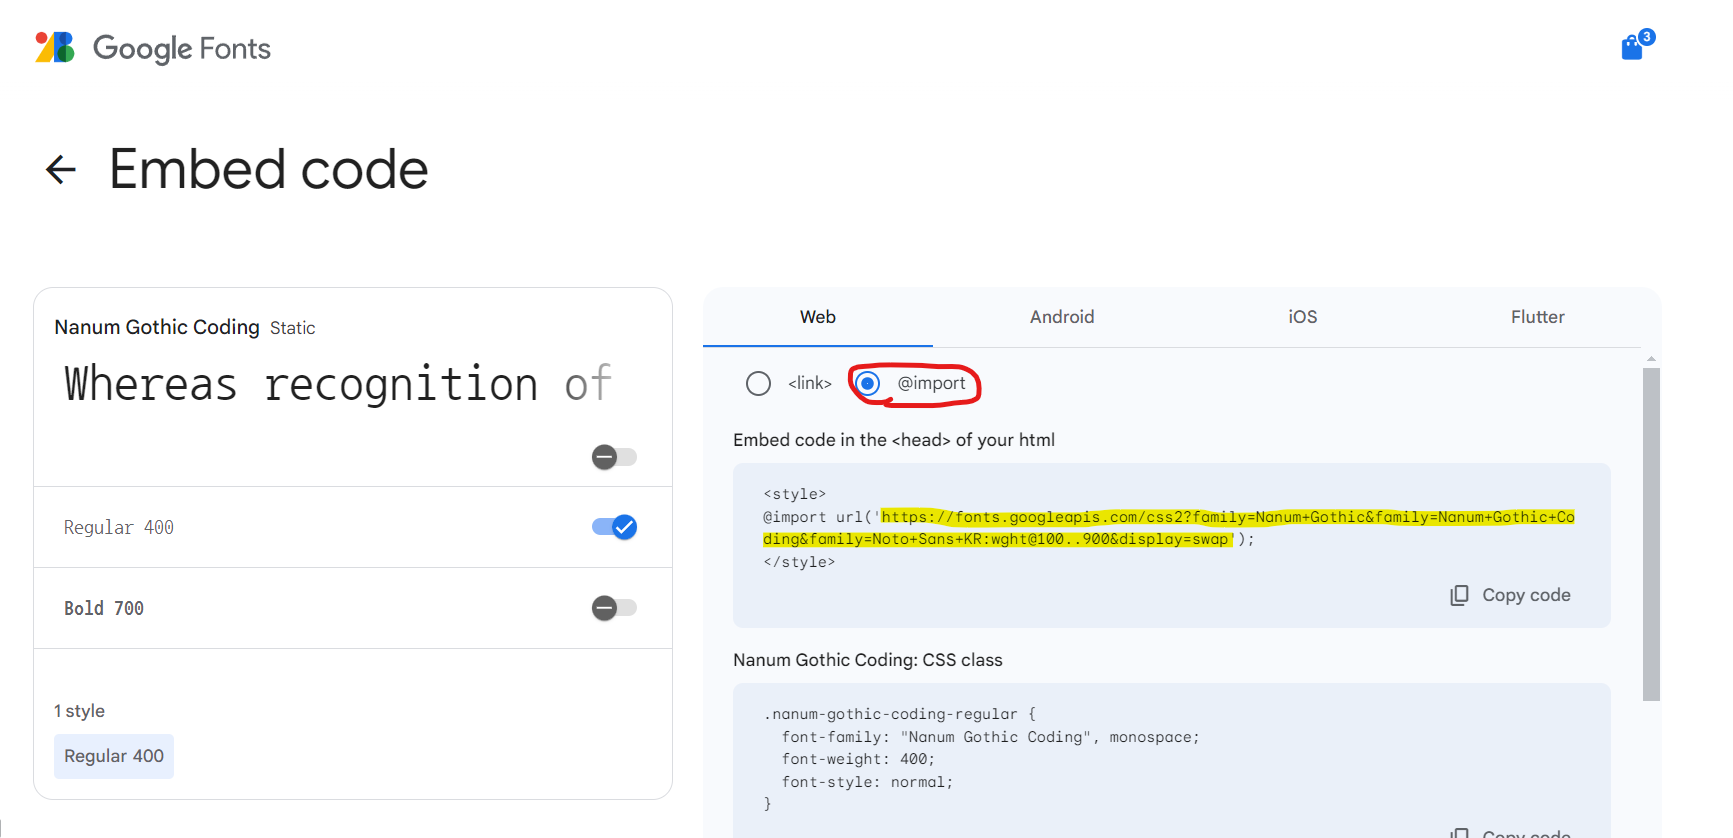 Google Fonts
3
Embed code
Nanum Gothic Coding Static
Whereas recognition of
Regular 400
Bold 700
1 style
Regular 400
Web
Android
iOS
Flutter
<link>
@import
Embed code in the <head> of your html
<style>
@import url('https://fonts.googleapis.com/css2?family=Nanum+Gothic&family=Nanum+Gothic+Co
ding&family=Noto+Sans+KR:wght@100..900&display=swap');
</style>
Copy code
Nanum Gothic Coding: CSS class
.nanum-gothic-coding-regular {
font-family: "Nanum Gothic Coding", monospace;
font-weight: 400;
font-style: normal;
}
Copy code